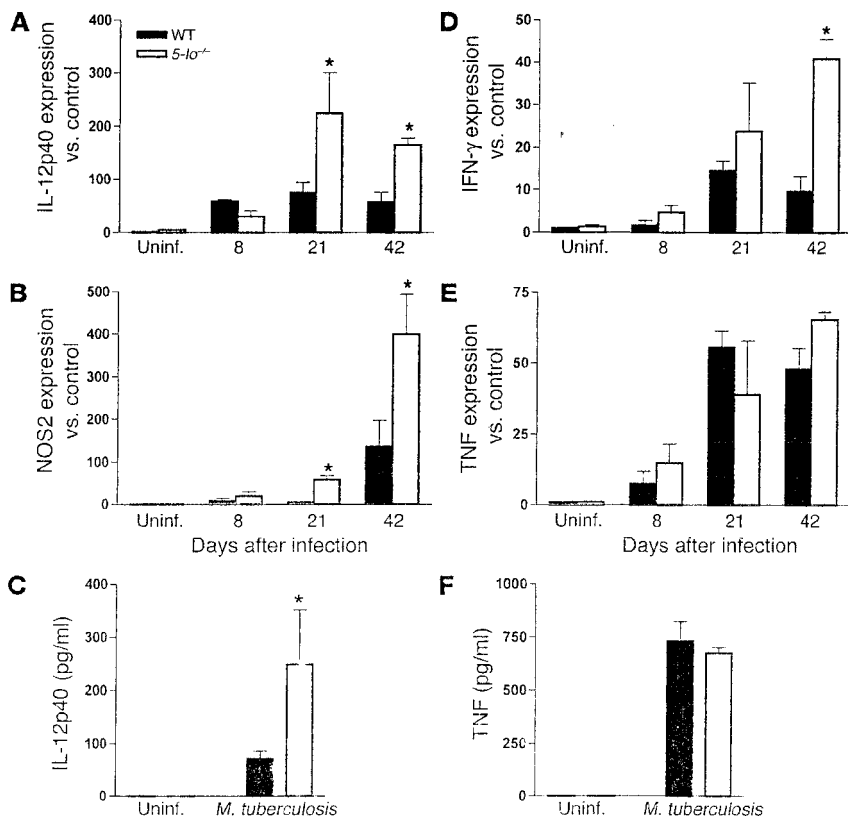 A
IL-12p40 expression
vs. control
400
300
200
100
0
WT
5-lo⁻/⁻
*
*
Uninf.
8
21
42
B
NOS2 expression
vs. control
500
400
300
200
100
0
*
*
Uninf.
8
21
42
Days after infection
C
IL-12p40 (pg/ml)
400
300
200
100
0
*
Uninf.
M. tuberculosis
D
IFN-γ expression
vs. control
50
40
30
20
10
0
*
Uninf.
8
21
42
E
TNF expression
vs. control
75
50
25
0
Uninf.
8
21
42
Days after infection
F
TNF (pg/ml)
1000
750
500
250
0
Uninf.
M. tuberculosis